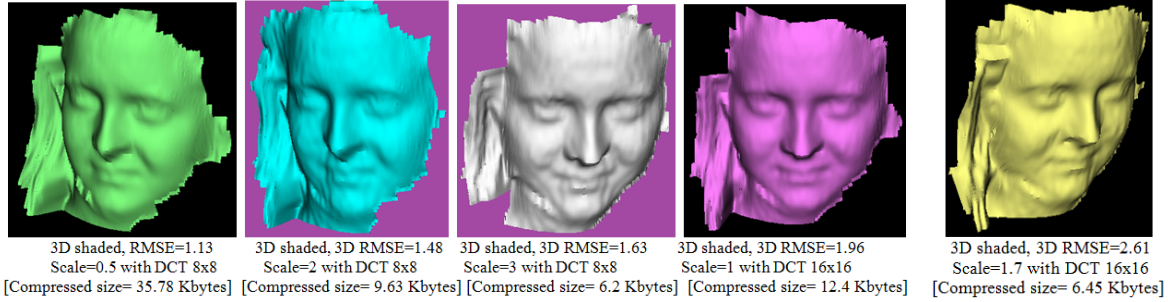 3D shaded, RMSE=1.13
Scale=0.5 with DCT 8x8
[Compressed size= 35.78 Kbytes]
3D shaded, 3D RMSE=1.48
Scale=2 with DCT 8x8
[Compressed size= 9.63 Kbytes]
3D shaded, 3D RMSE=1.63
Scale=3 with DCT 8x8
[Compressed size= 6.2 Kbytes]
3D shaded, 3D RMSE=1.96
Scale=1 with DCT 16x16
[Compressed size= 12.4 Kbytes]
3D shaded, 3D RMSE=2.61
Scale=1.7 with DCT 16x16
[Compressed size= 6.45 Kbytes]